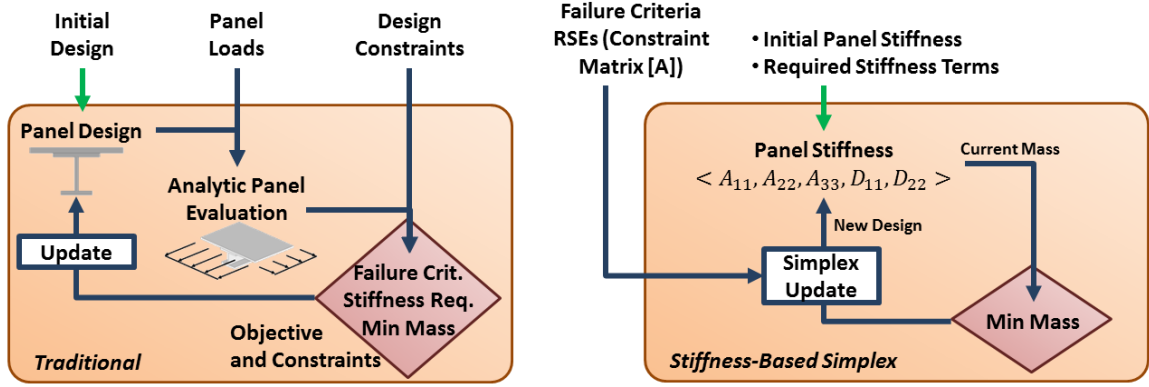 Initial
Design
Panel
Loads
Design
Constraints
Panel Design
Analytic Panel
Evaluation
Update
Failure Crit.
Stiffness Req.
Min Mass
Objective
and Constraints
Traditional
Failure Criteria
RSEs (Constraint
Matrix [A])
• Initial Panel Stiffness
• Required Stiffness Terms
Panel Stiffness
< A₁₁, A₂₂, A₃₃, D₁₁, D₂₂ >
Current Mass
New Design
Simplex
Update
Min Mass
Stiffness-Based Simplex